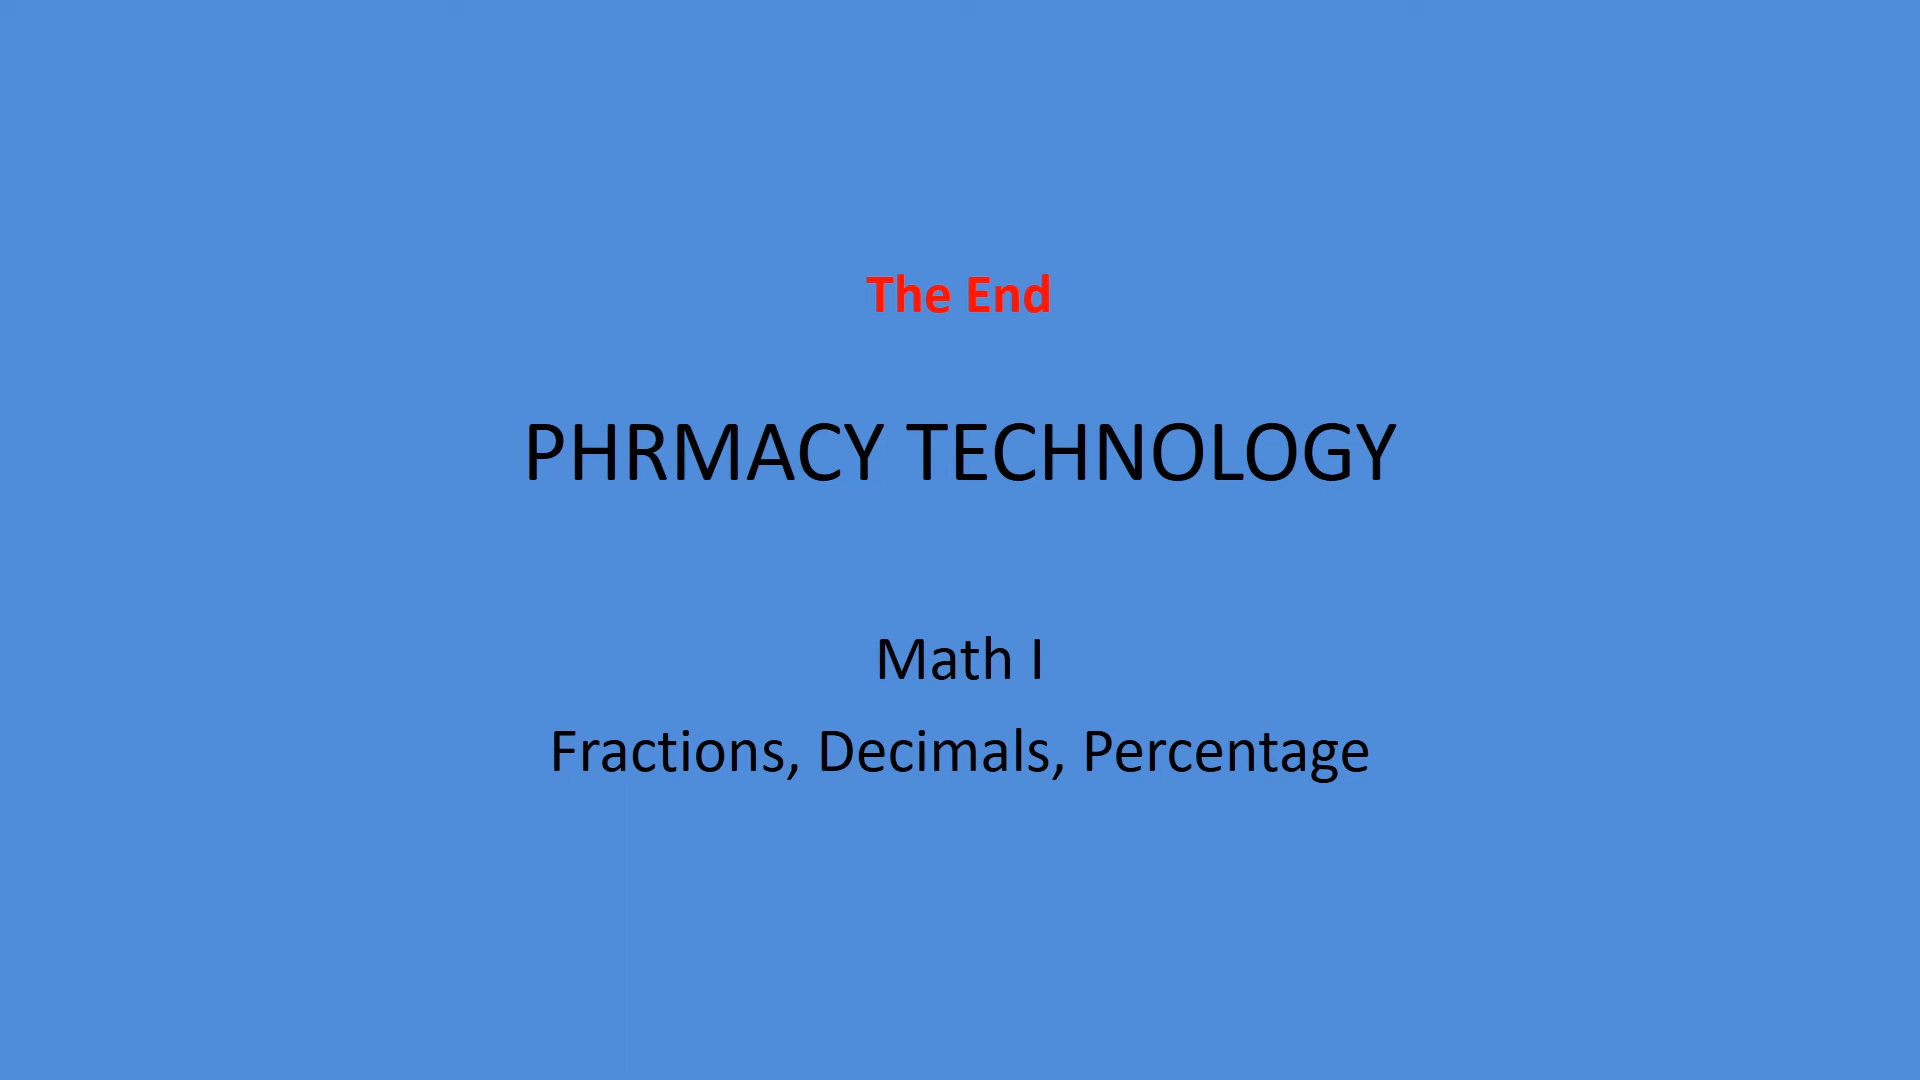 The End
PHRMACY TECHNOLOGY
Math I
Fractions, Decimals, Percentage